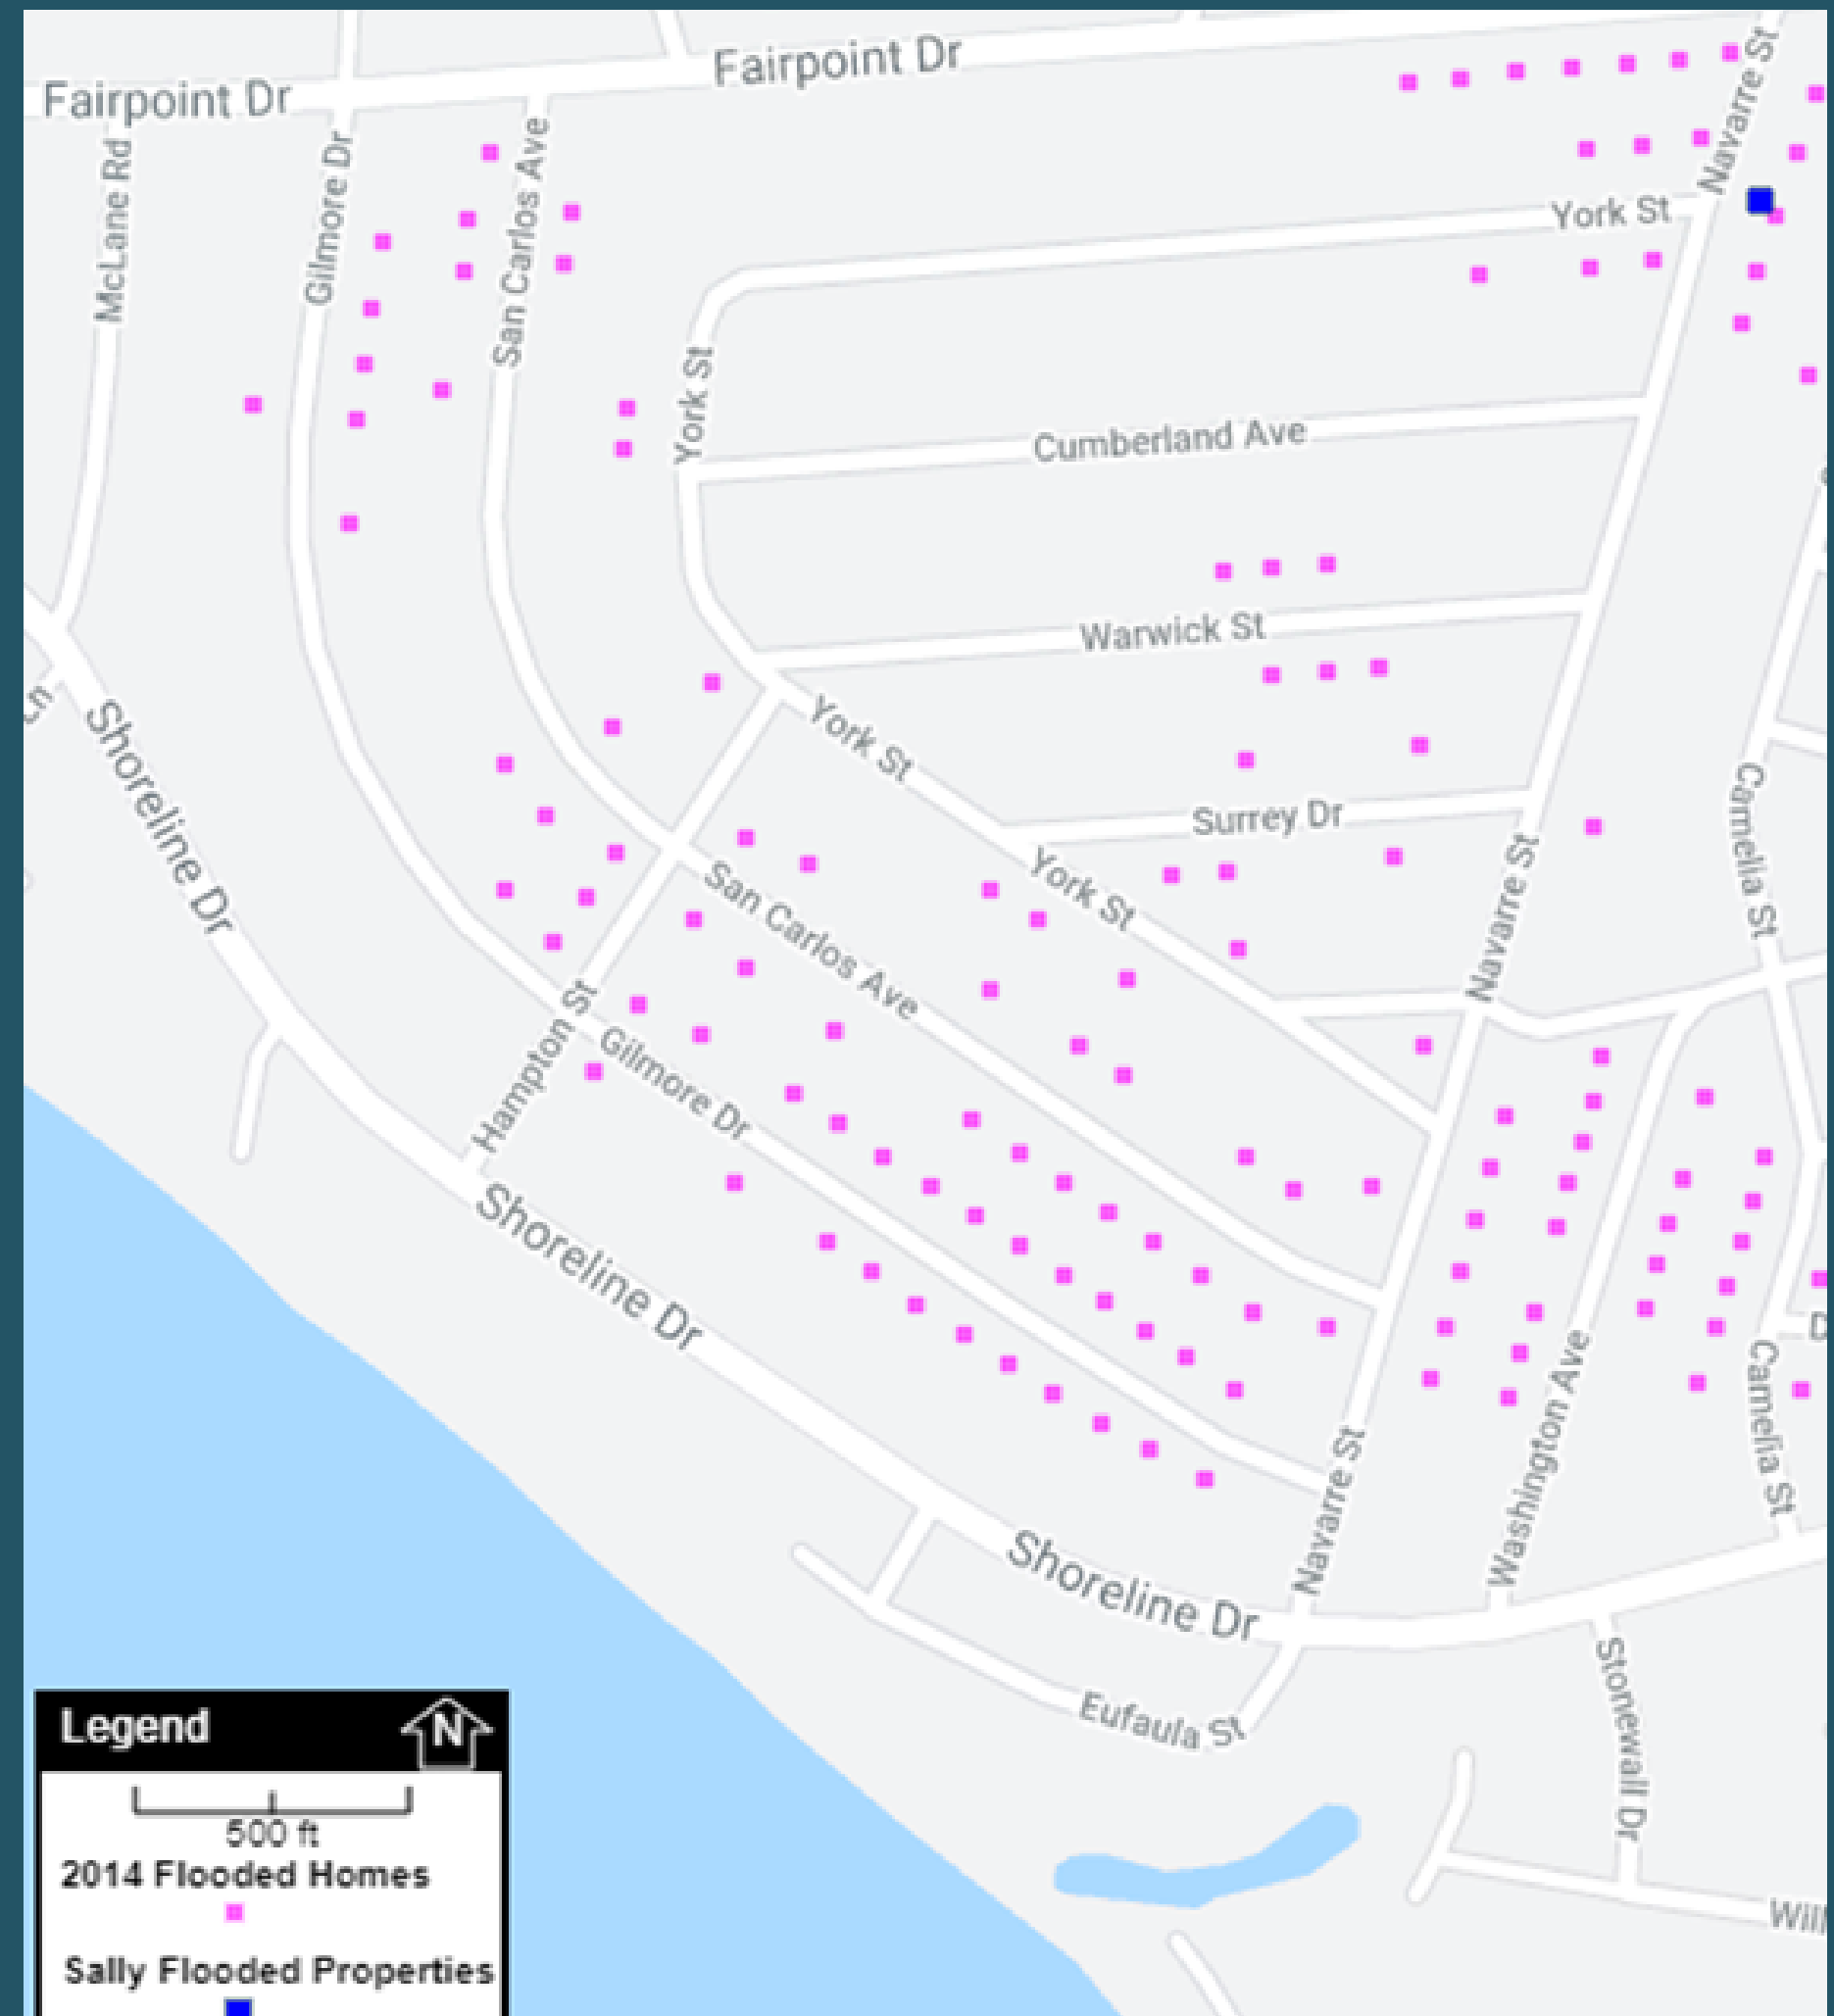 Fairpoint Dr
Fairpoint Dr
Navarre St
McLane Rd
Gilmore Dr
San Carlos Ave
York St
York St
Cumberland Ave
Warwick St
Ln
Shoreline Dr
York St
Surrey Dr
Camelia St
York St
Navarre St
San Carlos Ave
Hampton St
Gilmore Dr
Shoreline Dr
Camelia St
Washington Ave
Navarre St
Shoreline Dr
Eufaula St
Stonewall Dr
Will
Legend
N
500 ft
2014 Flooded Homes
Sally Flooded Properties